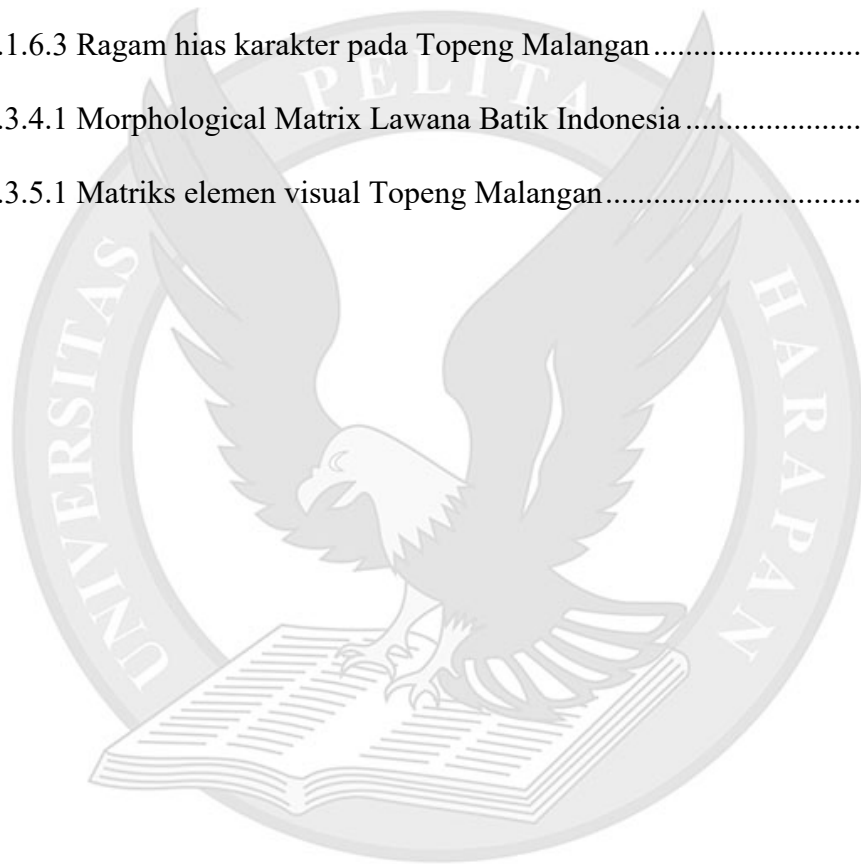 .1.6.3 Ragam hias karakter pada Topeng Malangan.......................
.3.4.1 Morphological Matrix Lawana Batik Indonesia....................
.3.5.1 Matriks elemen visual Topeng Malangan............................
UNIVERSITAS PELITA HARAPAN